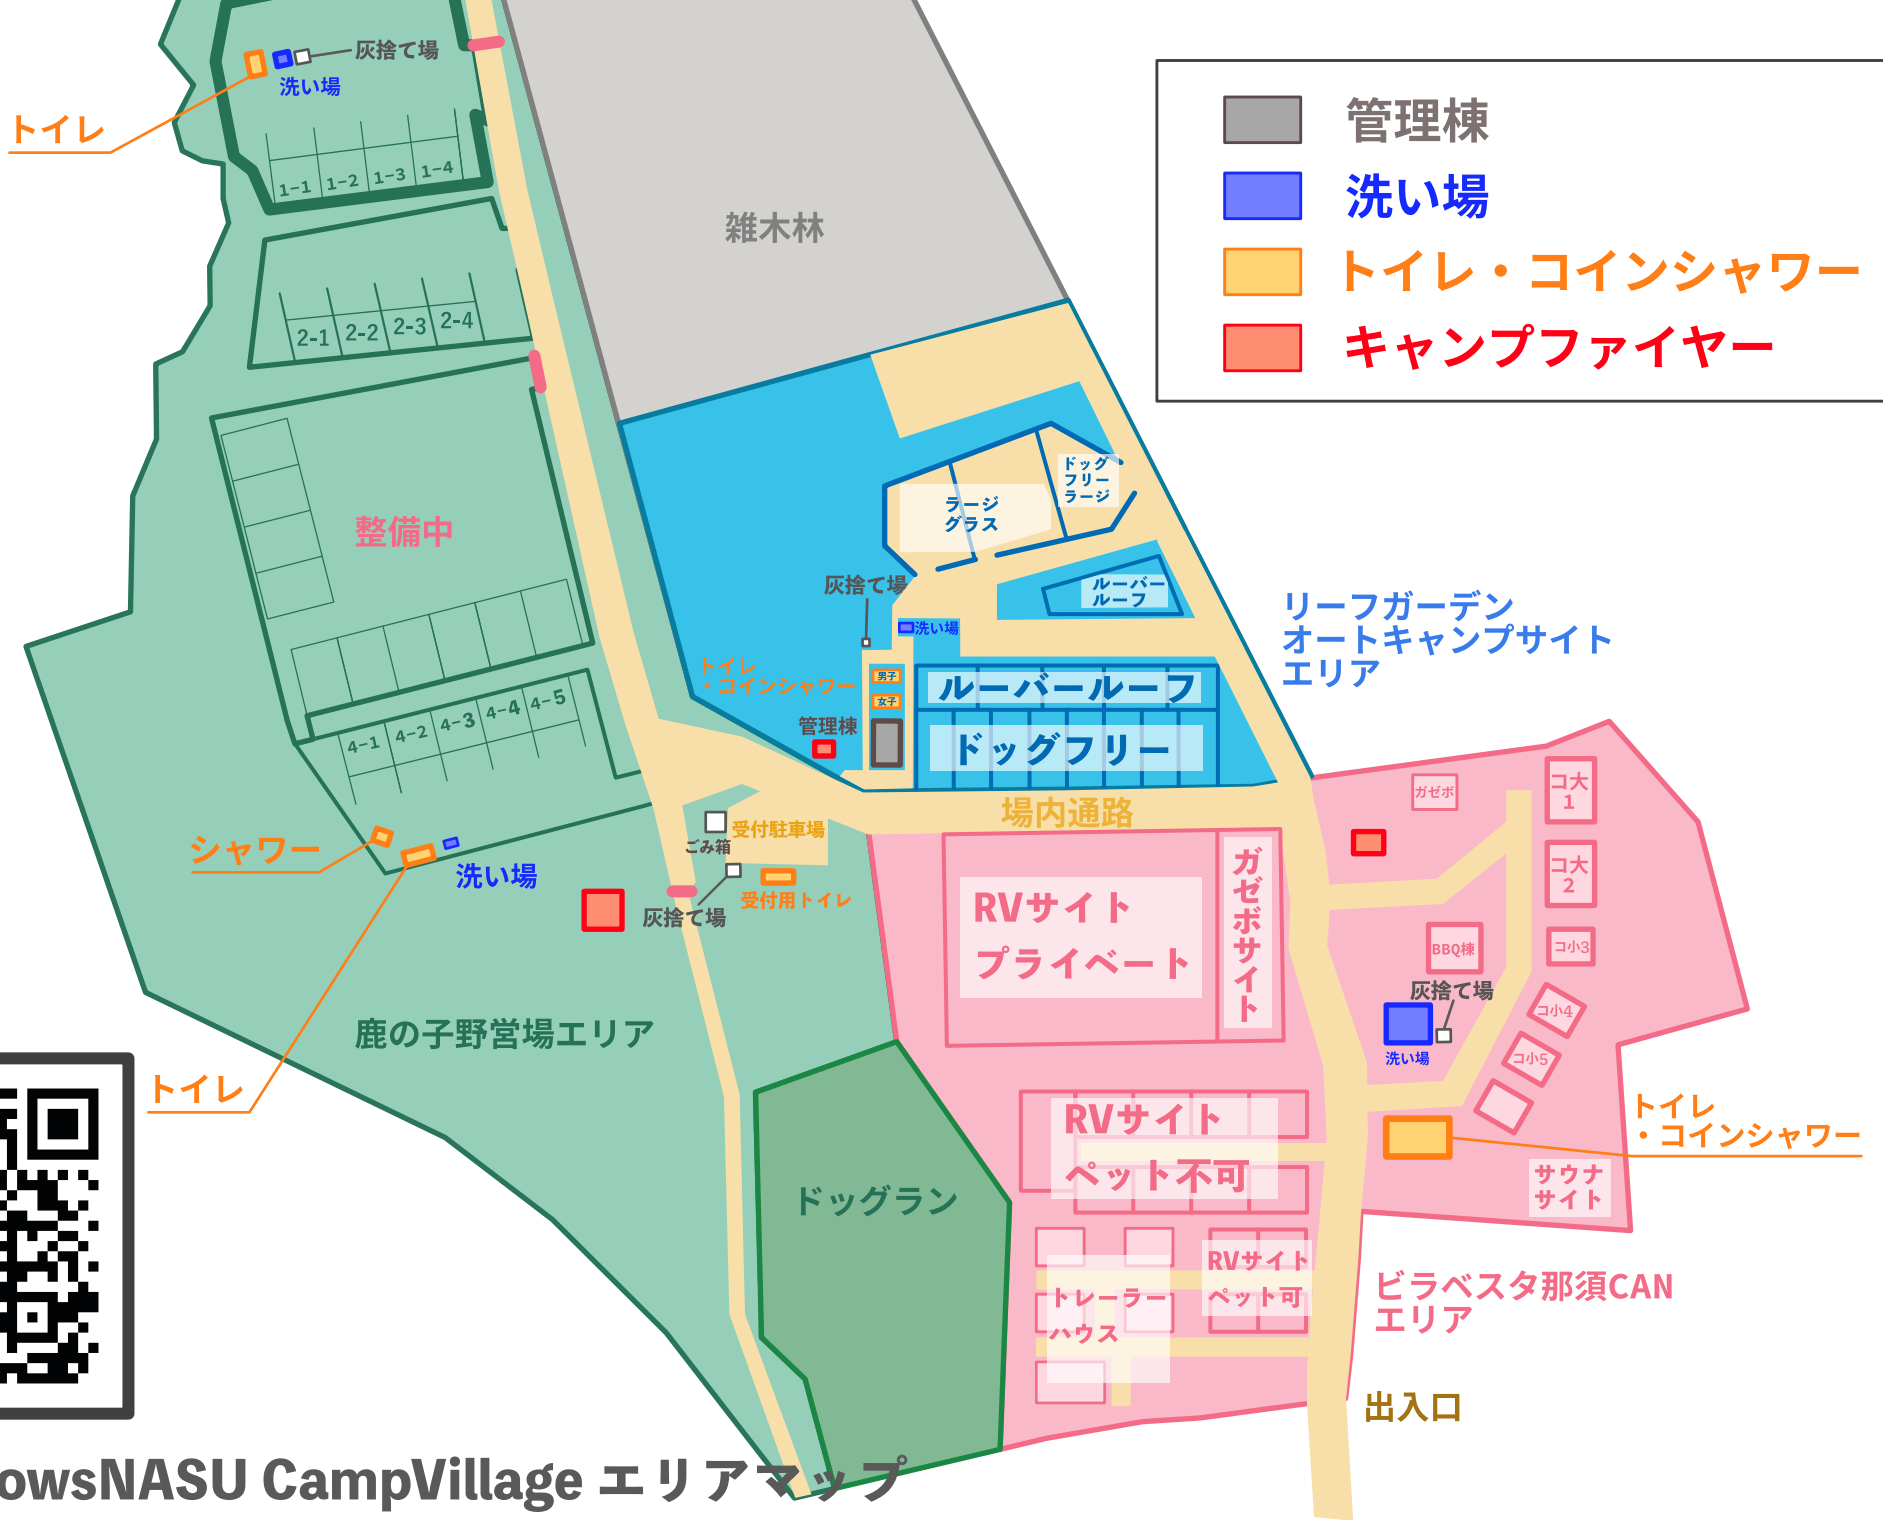 灰捨て場
洗い場
トイレ
1-1
1-2
1-3
1-4
管理棟
洗い場
トイレ・コインシャワー
キャンプファイヤー
雑木林
2-1
2-2
2-3
2-4
整備中
ドッグ
フリー
ラージ
ラージ
グラス
灰捨て場
ルーバー
ルーフ
洗い場
リーフガーデン
オートキャンプサイト
エリア
トイレ
・コインシャワー
男子
女子
管理棟
ルーバールーフ
ドッグフリー
4-1
4-2
4-3
4-4
4-5
場内通路
受付駐車場
ごみ箱
受付用トイレ
灰捨て場
シャワー
洗い場
トイレ
鹿の子野営場エリア
RVサイト
プライベート
ガゼボサイト
ガゼボ
コ大
1
コ大
2
コ小3
コ小4
コ小5
BBQ棟
灰捨て場
洗い場
トイレ
・コインシャワー
サウナ
サイト
RVサイト
ペット不可
ドッグラン
RVサイト
ペット可
トレーラー
ハウス
ビラベスタ那須CAN
エリア
出入口
owsNASU CampVillage エリアマップ